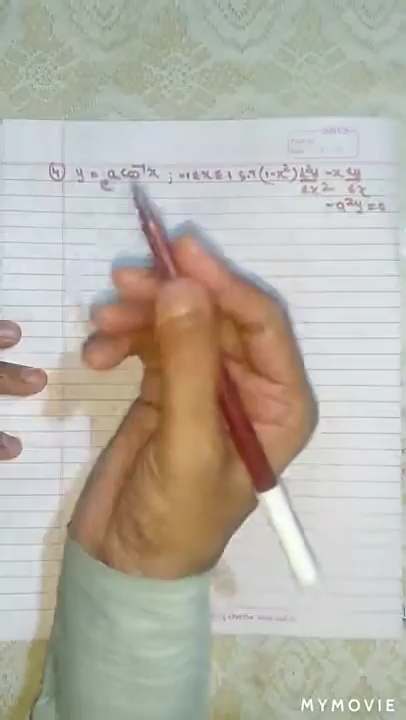 ④ y = e^(a cos⁻¹x) ; -1≤x≤1 S.T (1-x²) d²y/dx² - x dy/dx
- a²y = 0
MYMOVIE